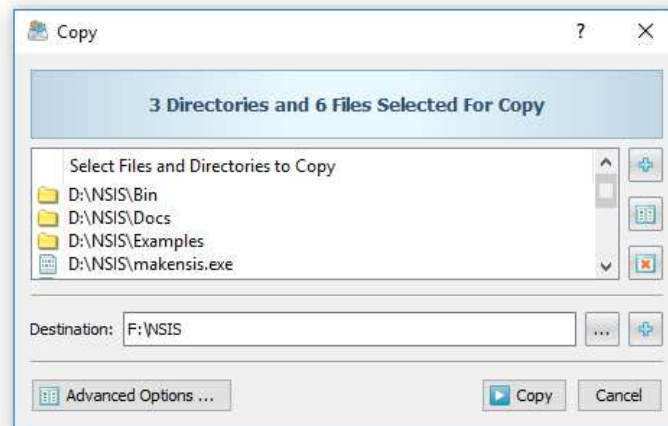 Copy
3 Directories and 6 Files Selected For Copy
Select Files and Directories to Copy
D:\NSIS\Bin
D:\NSIS\Docs
D:\NSIS\Examples
D:\NSIS\makensis.exe
Destination: F:\NSIS ...
Advanced Options ... Copy Cancel